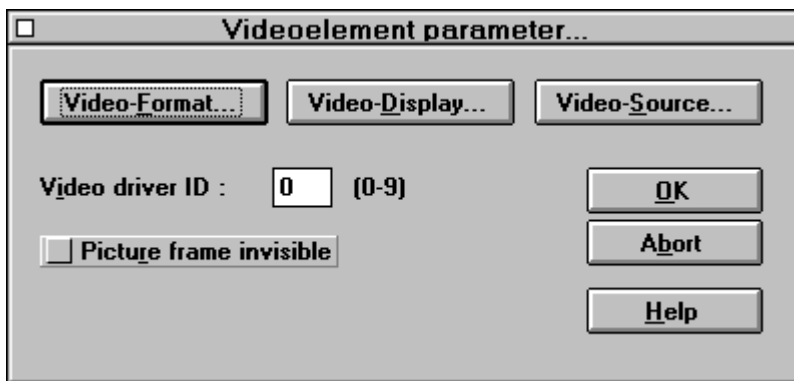 Videoelement parameter...
Video-Format... Video-Display... Video-Source...
Video driver ID : 0 (0-9)
OK
Picture frame invisible
Abort
Help